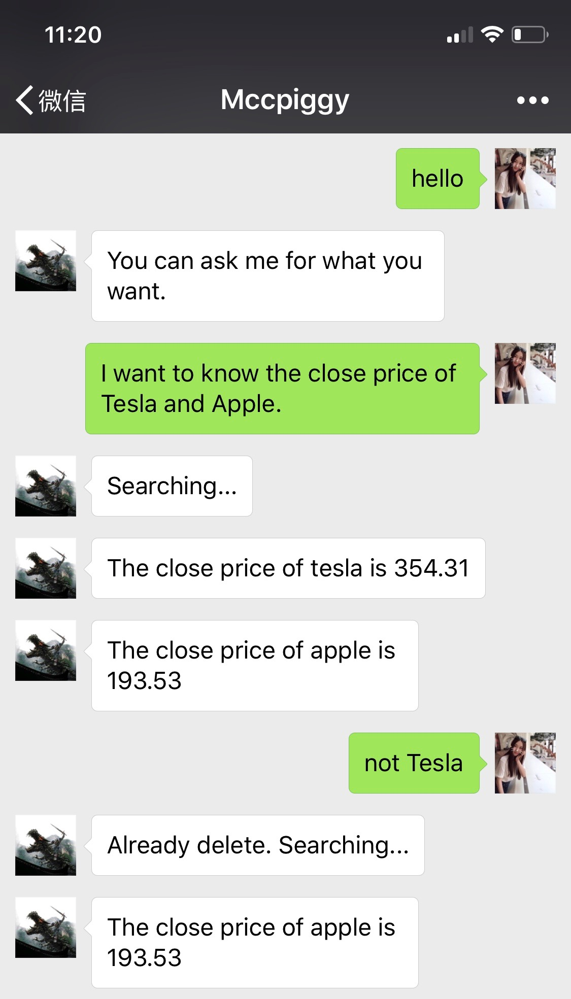 11:20
微信
Mccpiggy
hello
You can ask me for what you
want.
I want to know the close price of
Tesla and Apple.
Searching...
The close price of tesla is 354.31
The close price of apple is
193.53
not Tesla
Already delete. Searching...
The close price of apple is
193.53